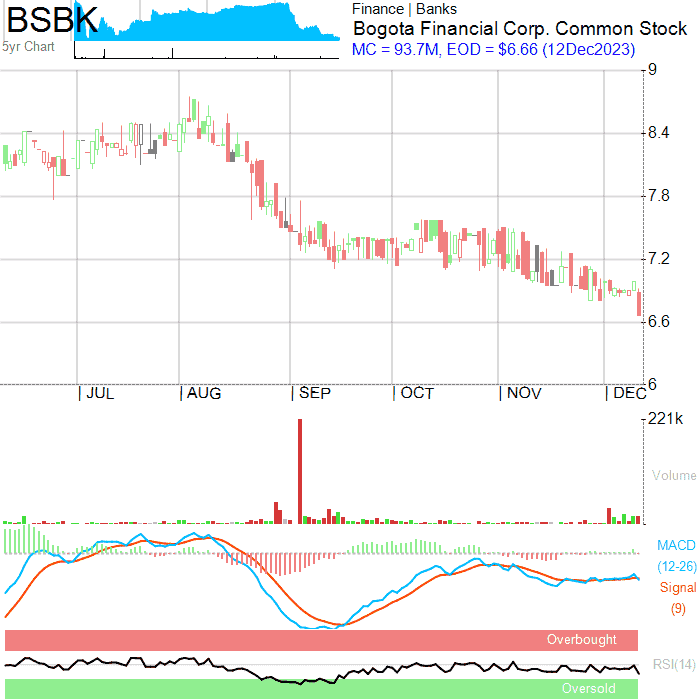 BSBK
5yr Chart
Finance | Banks
Bogota Financial Corp. Common Stock
MC = 93.7M, EOD = $6.66 (12Dec2023)
9
8.4
7.8
7.2
6.6
6
JUL AUG SEP OCT NOV DEC
221k
Volume
MACD
(12-26)
Signal
(9)
Overbought
RSI(14)
Oversold